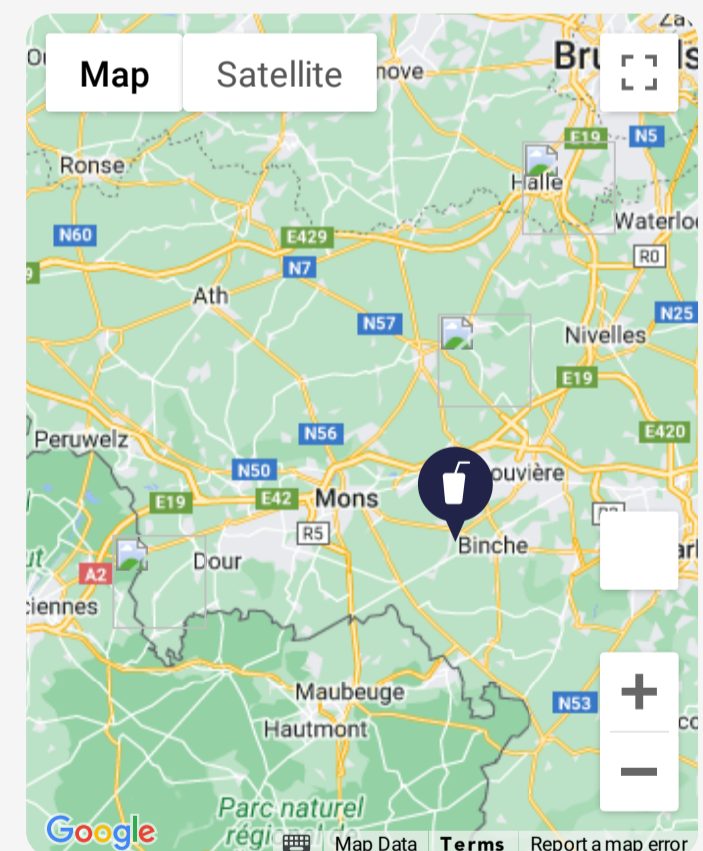 Map
Satellite
nove
Ronse
E19
N5
Halle
N60
E429
Waterloo
R0
N7
Ath
N25
N57
Nivelles
E19
E420
N56
Peruwelz
N50
ouvière
E19
E42
Mons
R5
Dour
Binche
A2
ciennes
Maubeuge
N53
Hautmont
Parc naturel
Google
Map Data
Terms
Report a map error